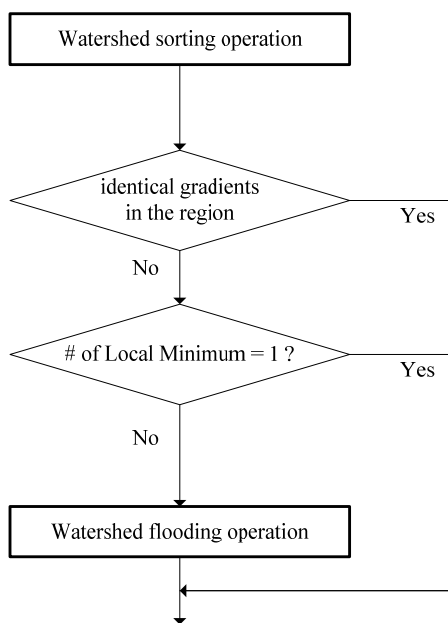 Watershed sorting operation
identical gradients
in the region
Yes
No
# of Local Minimum = 1 ?
Yes
No
Watershed flooding operation